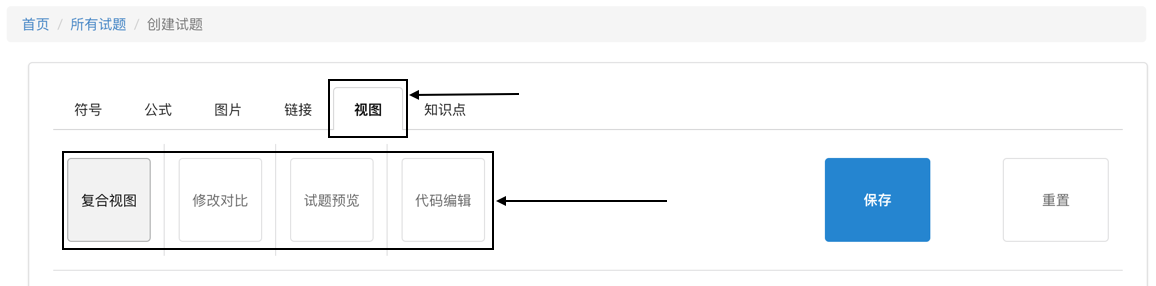 首页 / 所有试题 / 创建试题
符号 公式 图片 链接 视图 知识点
复合视图 修改对比 试题预览 代码编辑 保存 重置